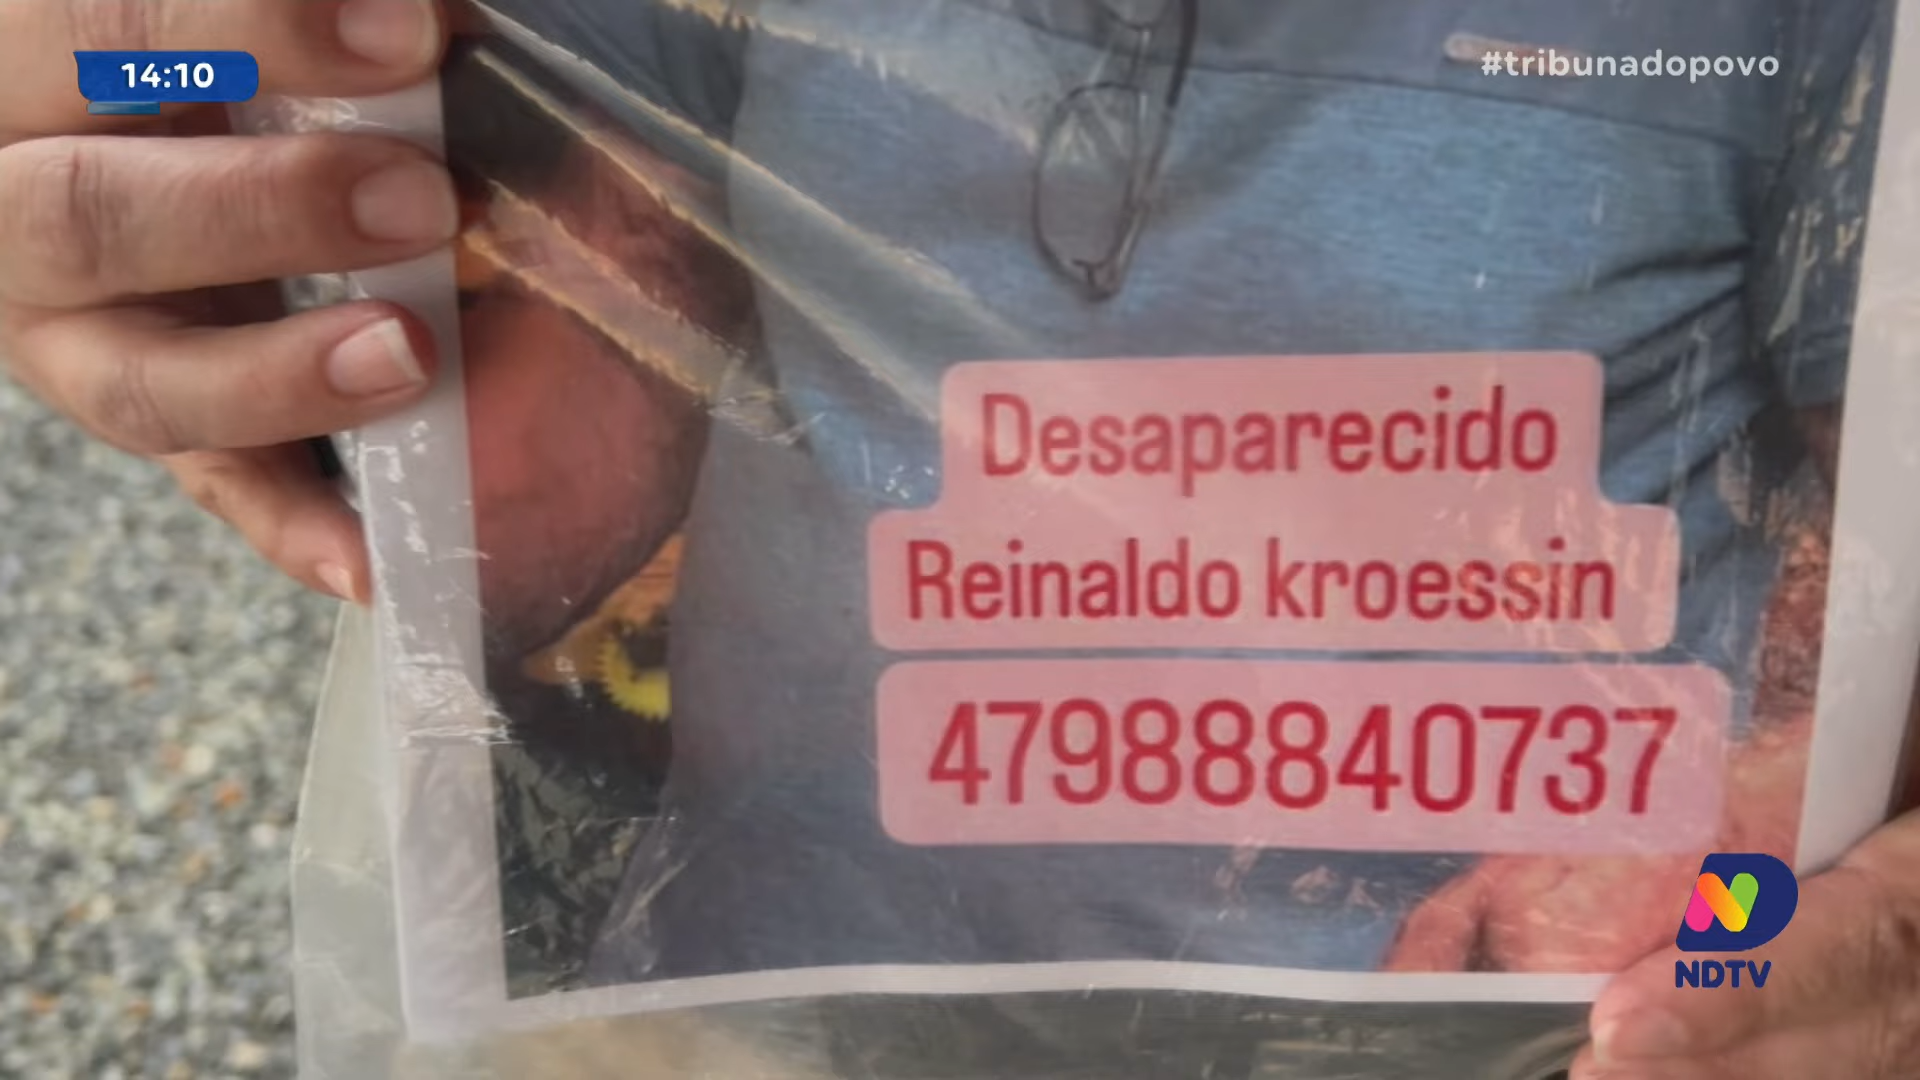 14:10
#tribunadopovo
Desaparecido
Reinaldo kroessin
47988840737
NDTV